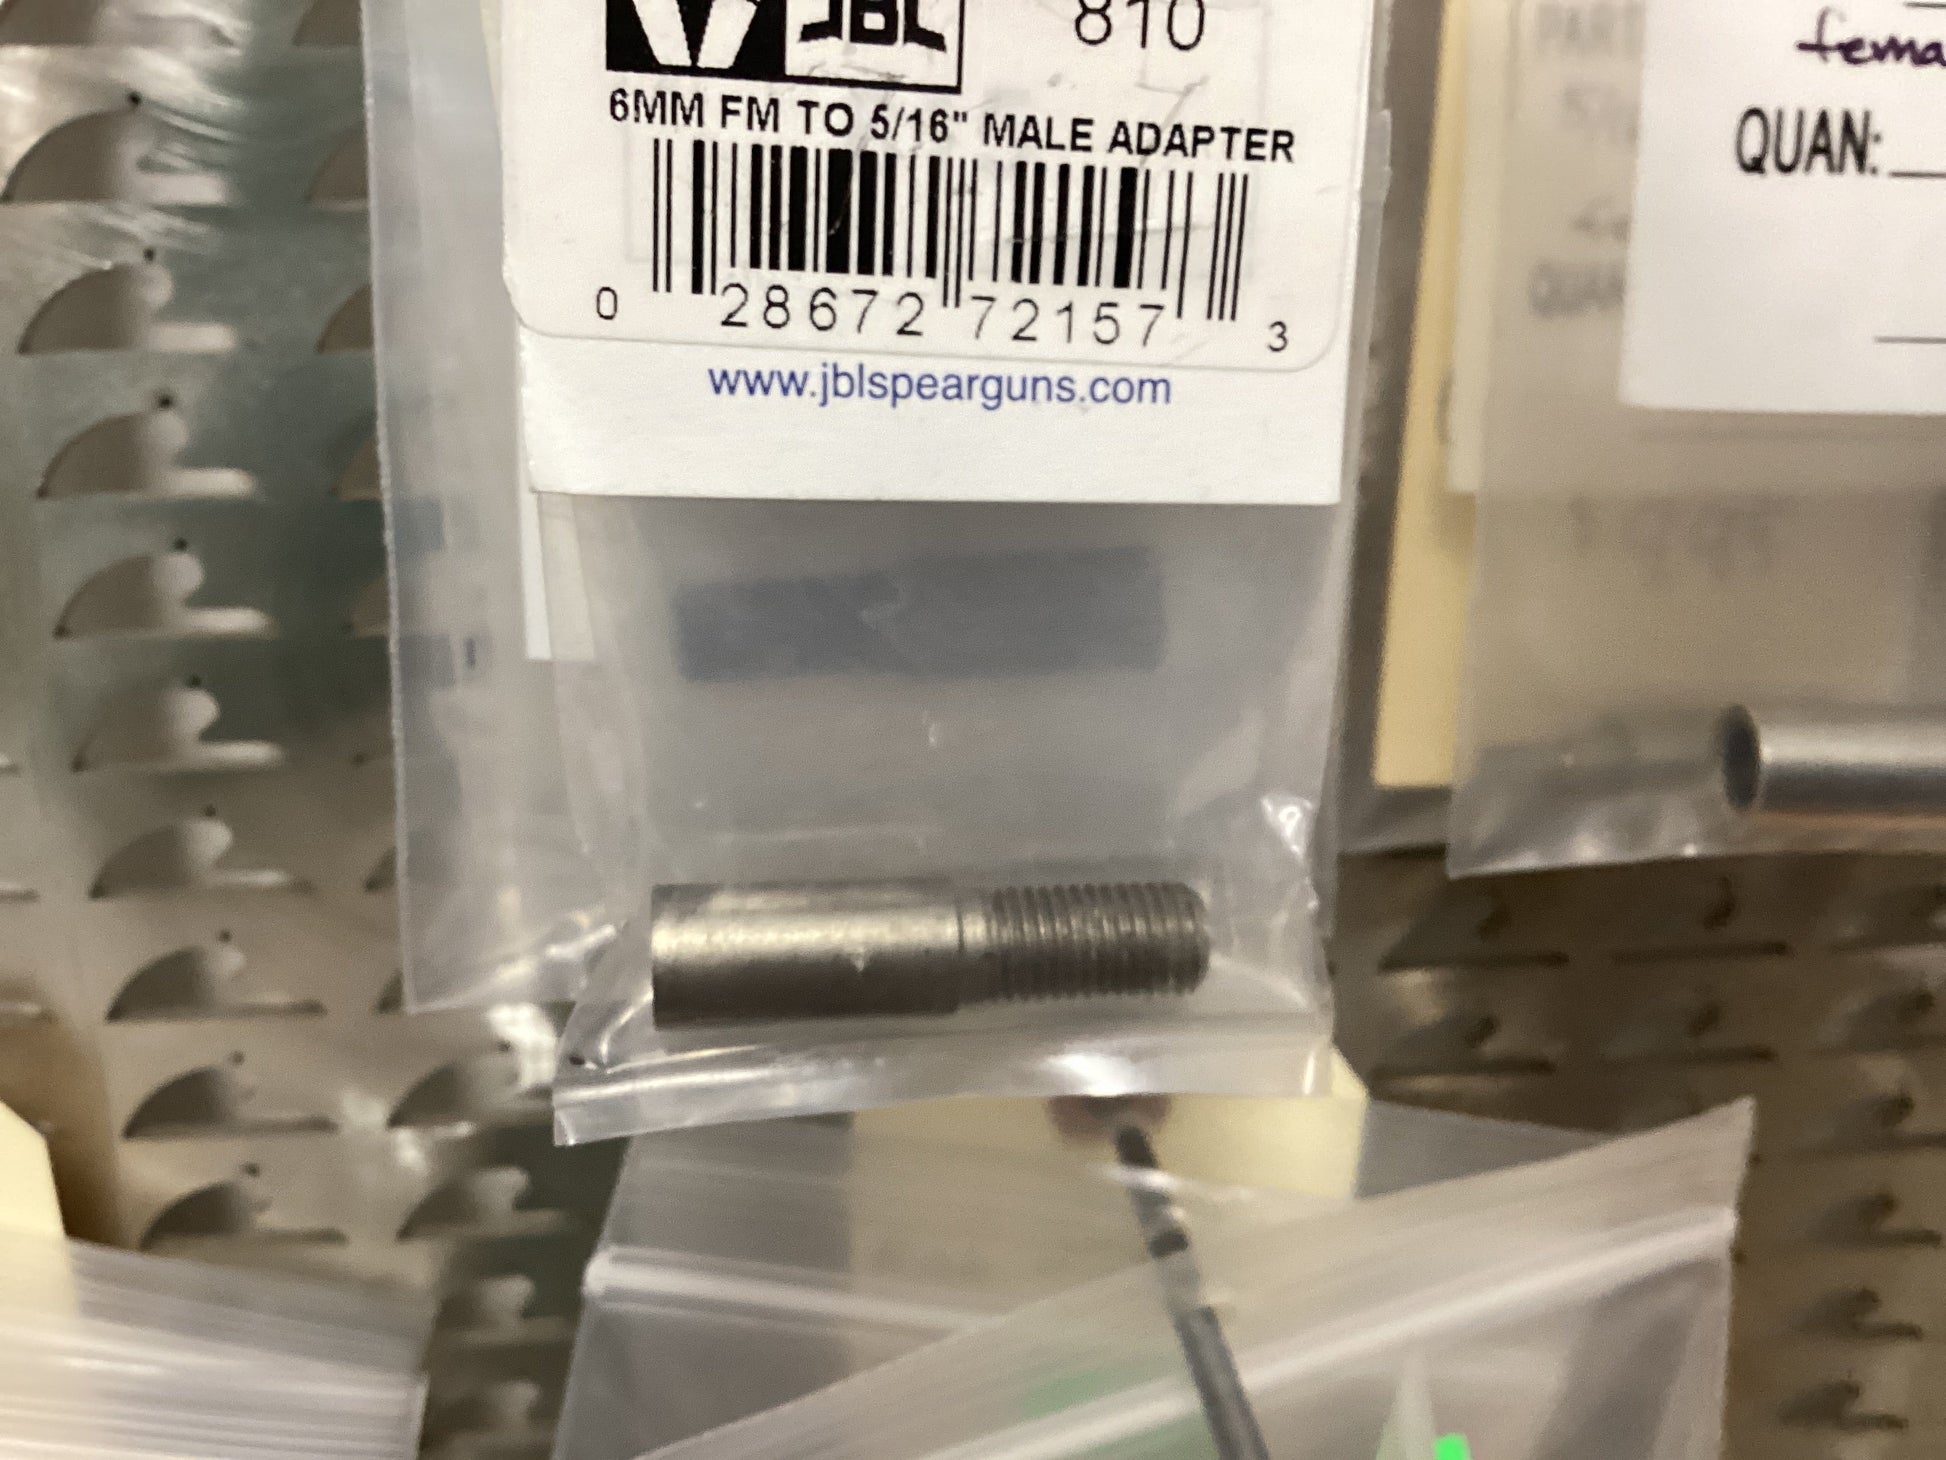 JBL 810
6MM FM TO 5/16" MALE ADAPTER
0 28672 72157 3
www.jblspearguns.com
QUAN: